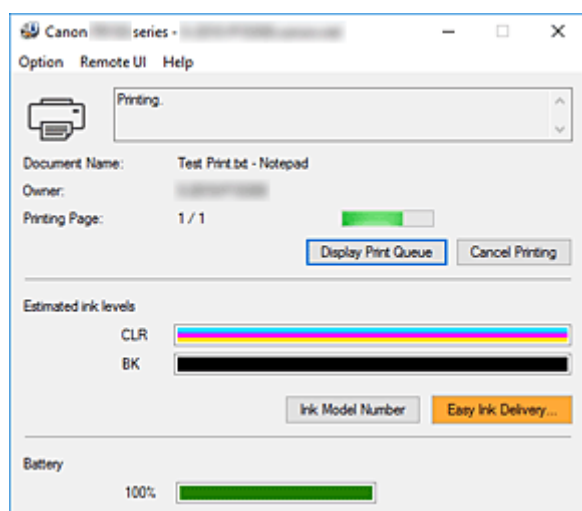 Canon series -
Option Remote UI Help
Printing.
Document Name: Test Print.txt - Notepad
Owner:
Printing Page: 1 / 1
Display Print Queue Cancel Printing
Estimated ink levels
CLR
BK
Ink Model Number Easy Ink Delivery...
Battery
100%